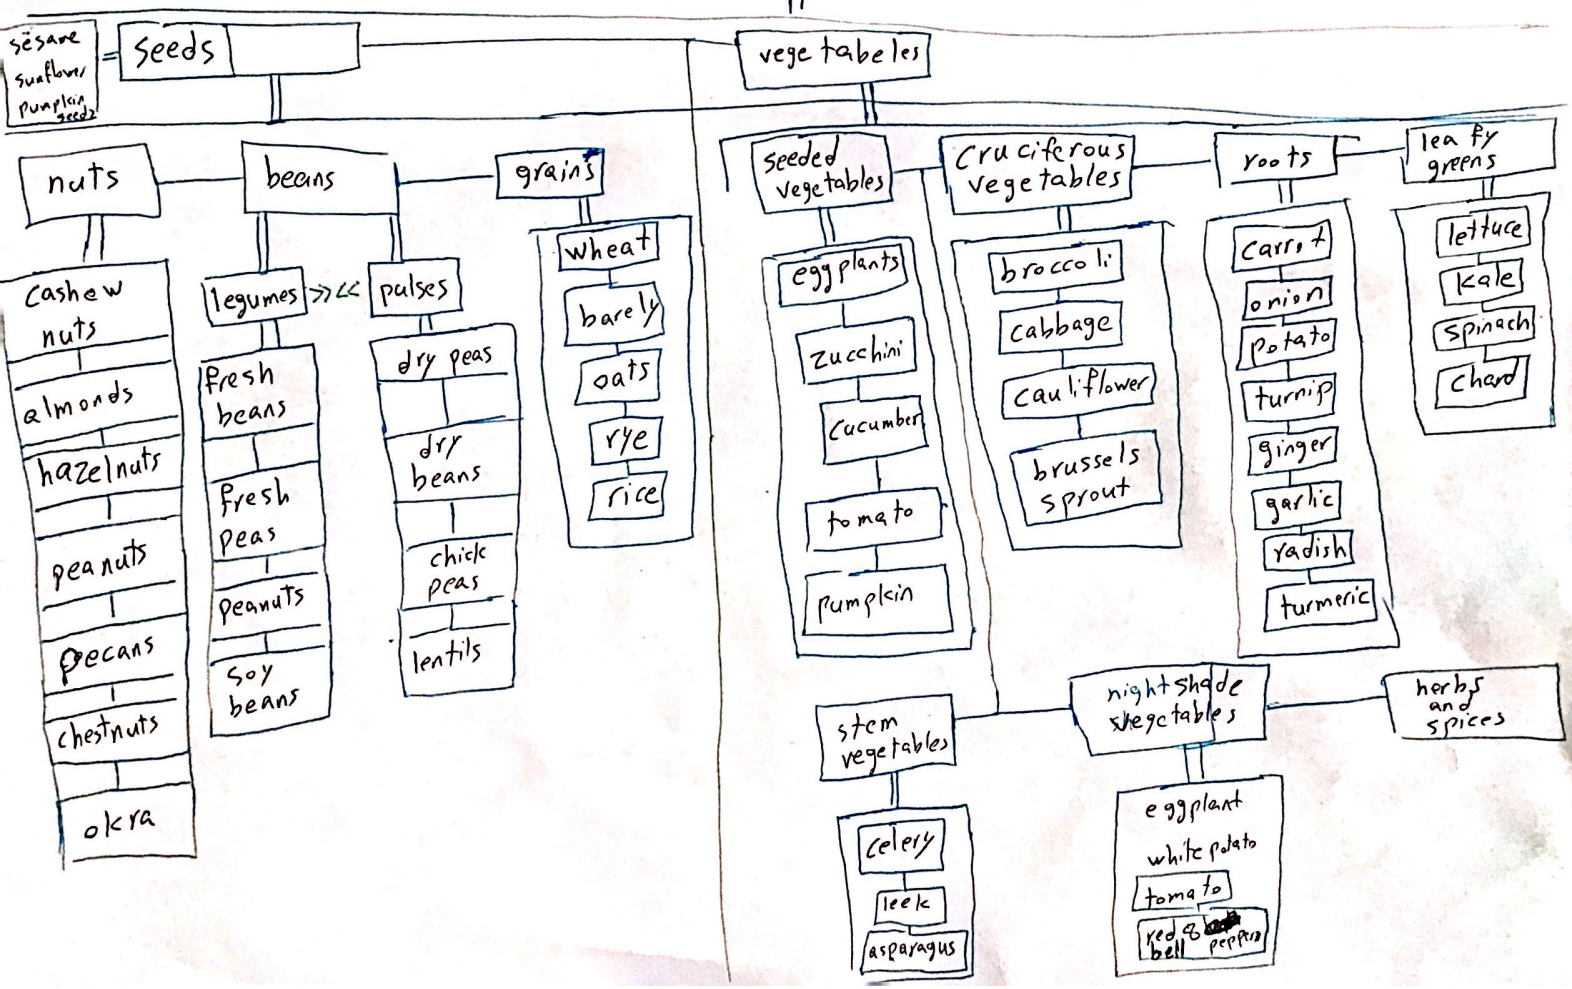 sesame
sunflower
pumpkin
seeds
=
seeds
vege tabeles
nuts
beans
grains
legumes >><< pulses
cashew
nuts
almonds
hazelnuts
peanuts
pecans
chestnuts
okra
fresh
beans
fresh
peas
peanuts
soy
beans
dry peas
dry
beans
chick
peas
lentils
wheat
barely
oats
rye
rice
seeded
vegetables
cruciferous
vegetables
roots
leafy
greens
eggplants
zucchini
cucumber
tomato
pumpkin
broccoli
cabbage
cauliflower
brussels
sprout
carrot
onion
potato
turnip
ginger
garlic
radish
turmeric
lettuce
kale
spinach
chard
stem
vegetables
nightshade
vegetables
herbs
and
spices
celery
leek
asparagus
eggplant
white potato
tomato
red &
bell peppers